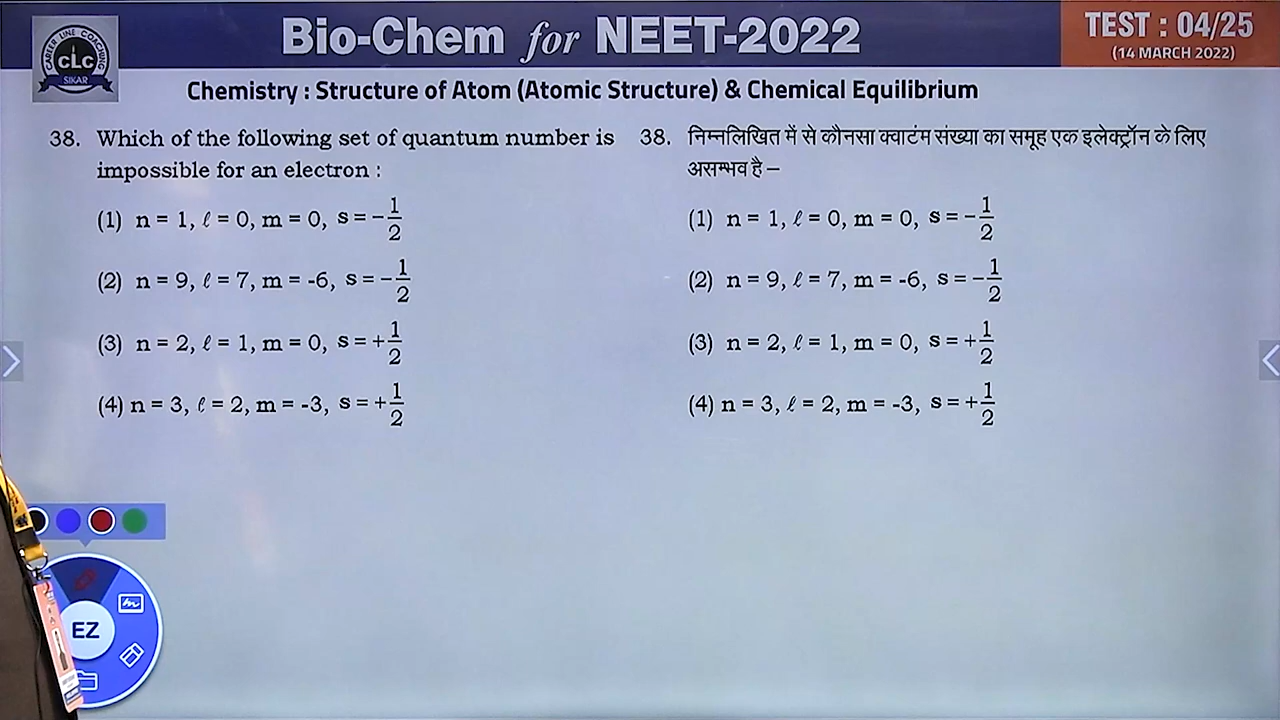 CAREER LINE COACHING
CLC
SIKAR
Bio-Chem for NEET-2022
TEST : 04/25
(14 MARCH 2022)
Chemistry : Structure of Atom (Atomic Structure) & Chemical Equilibrium
38. Which of the following set of quantum number is
impossible for an electron :
(1) n = 1, ℓ = 0, m = 0, s = -1/2
(2) n = 9, ℓ = 7, m = -6, s = -1/2
(3) n = 2, ℓ = 1, m = 0, s = +1/2
(4) n = 3, ℓ = 2, m = -3, s = +1/2
38. निम्नलिखित में से कौनसा क्वाटंम संख्या का समूह एक इलेक्ट्रॉन के लिए
असम्भव है –
(1) n = 1, ℓ = 0, m = 0, s = -1/2
(2) n = 9, ℓ = 7, m = -6, s = -1/2
(3) n = 2, ℓ = 1, m = 0, s = +1/2
(4) n = 3, ℓ = 2, m = -3, s = +1/2
EZ